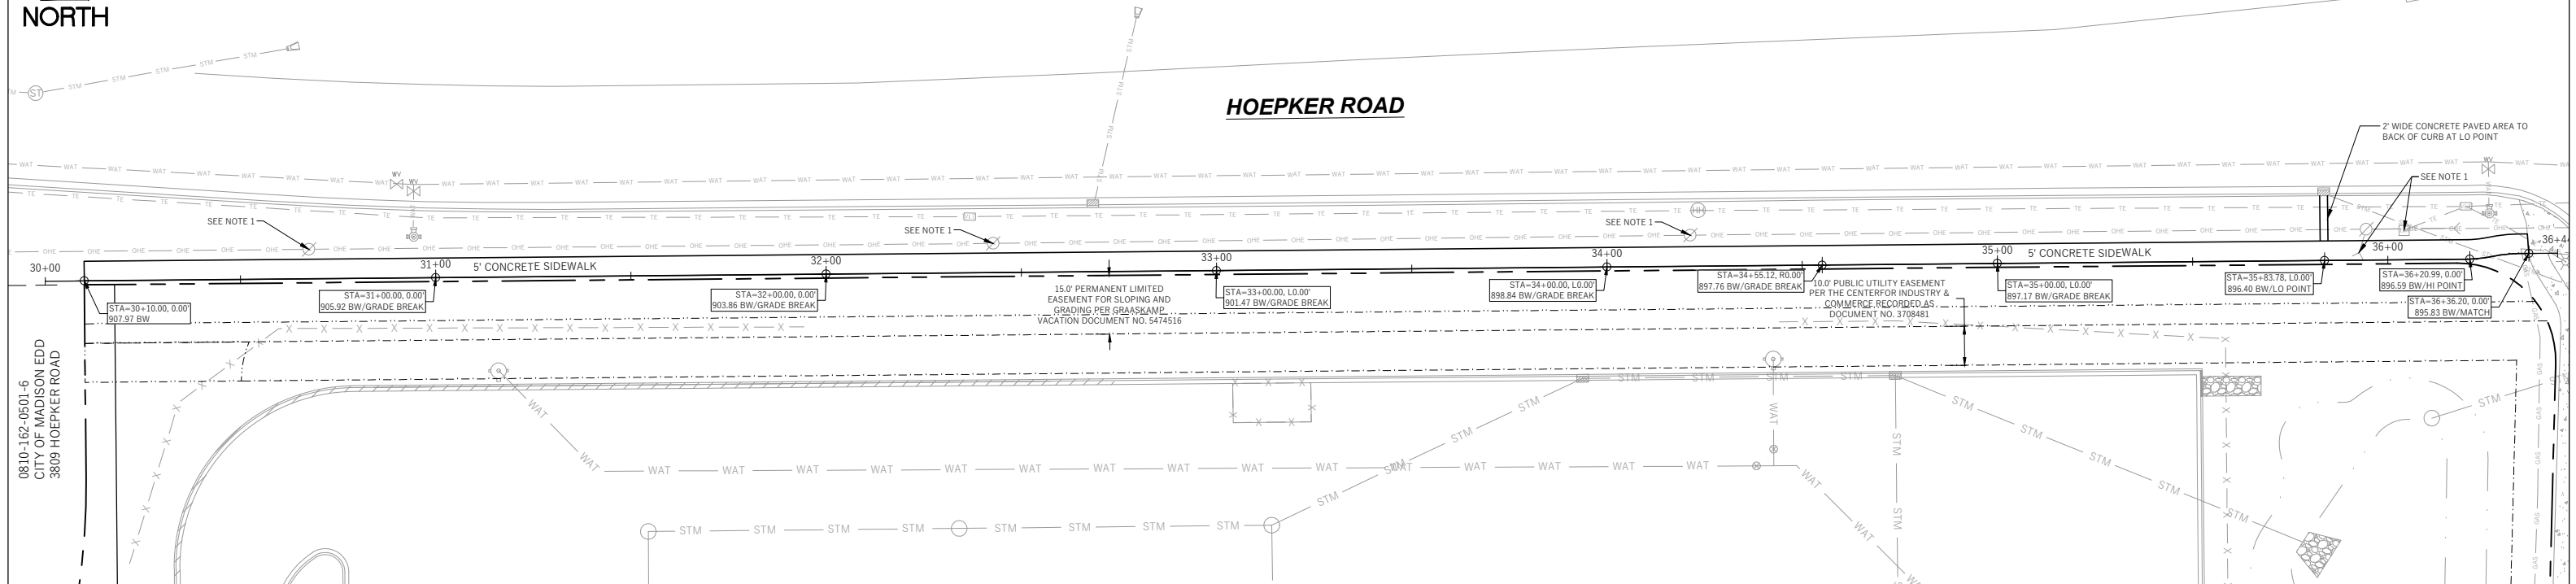 NORTH
HOEPKER ROAD
2' WIDE CONCRETE PAVED AREA TO
BACK OF CURB AT LO POINT
SEE NOTE 1
SEE NOTE 1
SEE NOTE 1
SEE NOTE 1
30+00
31+00
5' CONCRETE SIDEWALK
32+00
33+00
34+00
35+00
5' CONCRETE SIDEWALK
36+00
36+4
STA=30+10.00, 0.00'
907.97 BW
STA=31+00.00, 0.00'
905.92 BW/GRADE BREAK
STA=32+00.00, 0.00'
903.86 BW/GRADE BREAK
15.0' PERMANENT LIMITED
EASEMENT FOR SLOPING AND
GRADING PER GRAASKAMP
VACATION DOCUMENT NO. 5474516
STA=33+00.00, L0.00'
901.47 BW/GRADE BREAK
STA=34+00.00, L0.00'
898.84 BW/GRADE BREAK
STA=34+55.12, R0.00'
897.76 BW/GRADE BREAK
10.0' PUBLIC UTILITY EASEMENT
PER THE CENTERFOR INDUSTRY &
COMMERCE RECORDED AS
DOCUMENT NO. 3708481
STA=35+00.00, L0.00'
897.17 BW/GRADE BREAK
STA=35+83.78, L0.00'
896.40 BW/LO POINT
STA=36+20.99, 0.00'
896.59 BW/HI POINT
STA=36+36.20, 0.00'
895.83 BW/MATCH
0810-162-0501-6
CITY OF MADISON EDD
3809 HOEPKER ROAD
ST
STM
WAT
WV
TE
HH
OHE
X
GAS